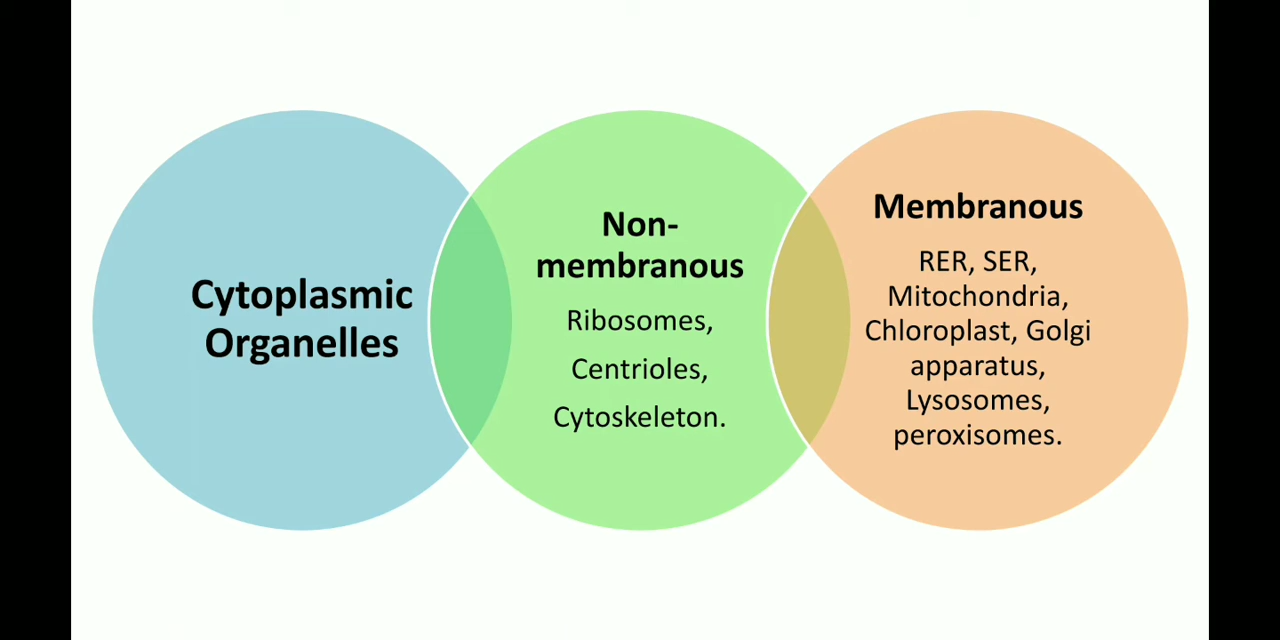 Cytoplasmic
Organelles
Non-
membranous
Ribosomes,
Centrioles,
Cytoskeleton.
Membranous
RER, SER,
Mitochondria,
Chloroplast, Golgi
apparatus,
Lysosomes,
peroxisomes.